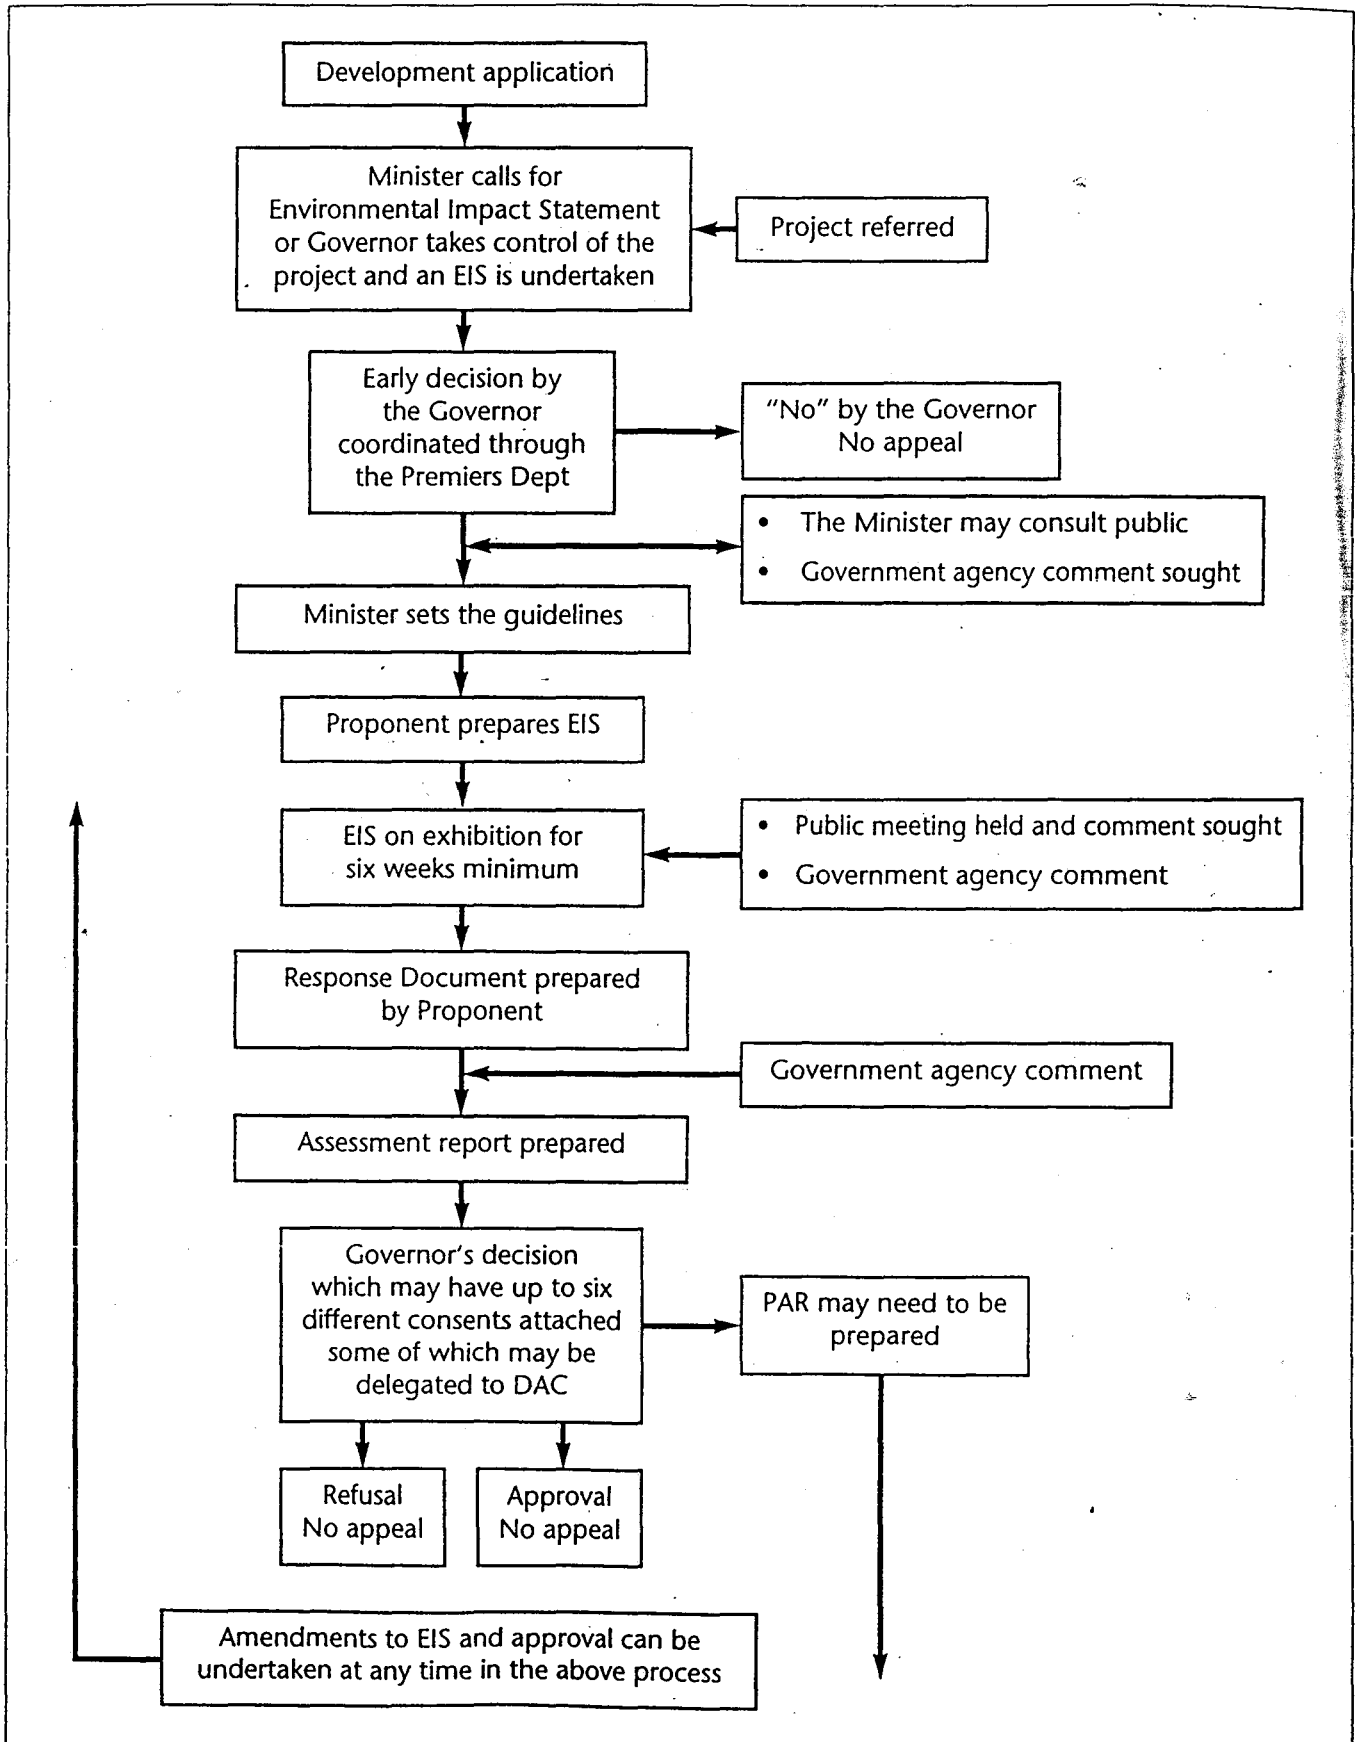 Development application
Minister calls for
Environmental Impact Statement
or Governor takes control of the
project and an EIS is undertaken
Project referred
Early decision by
the Governor
coordinated through
the Premiers Dept
"No" by the Governor
No appeal
• The Minister may consult public
• Government agency comment sought
Minister sets the guidelines
Proponent prepares EIS
EIS on exhibition for
six weeks minimum
• Public meeting held and comment sought
• Government agency comment
Response Document prepared
by Proponent
Government agency comment
Assessment report prepared
Governor's decision
which may have up to six
different consents attached
some of which may be
delegated to DAC
PAR may need to be
prepared
Refusal
No appeal
Approval
No appeal
Amendments to EIS and approval can be
undertaken at any time in the above process